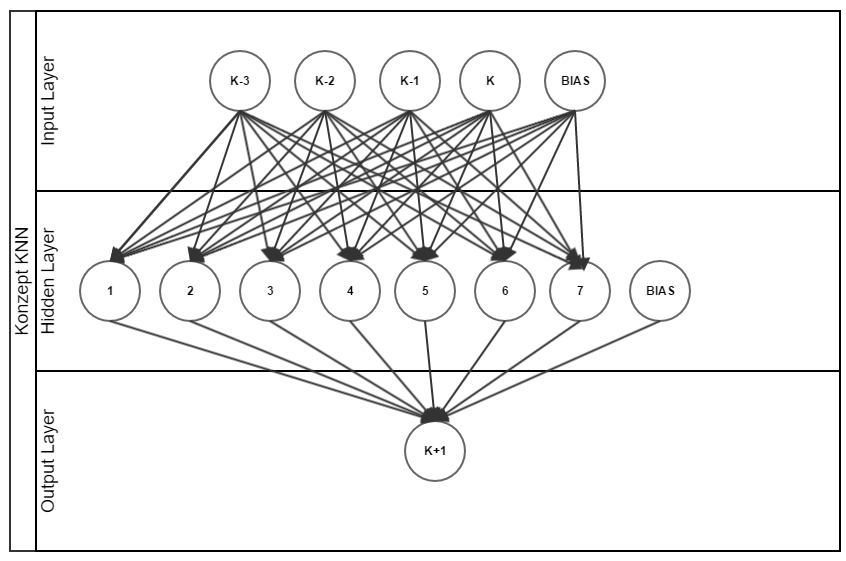 Konzept KNN
Input Layer
K-3
K-2
K-1
K
BIAS
Hidden Layer
1
2
3
4
5
6
7
BIAS
Output Layer
K+1